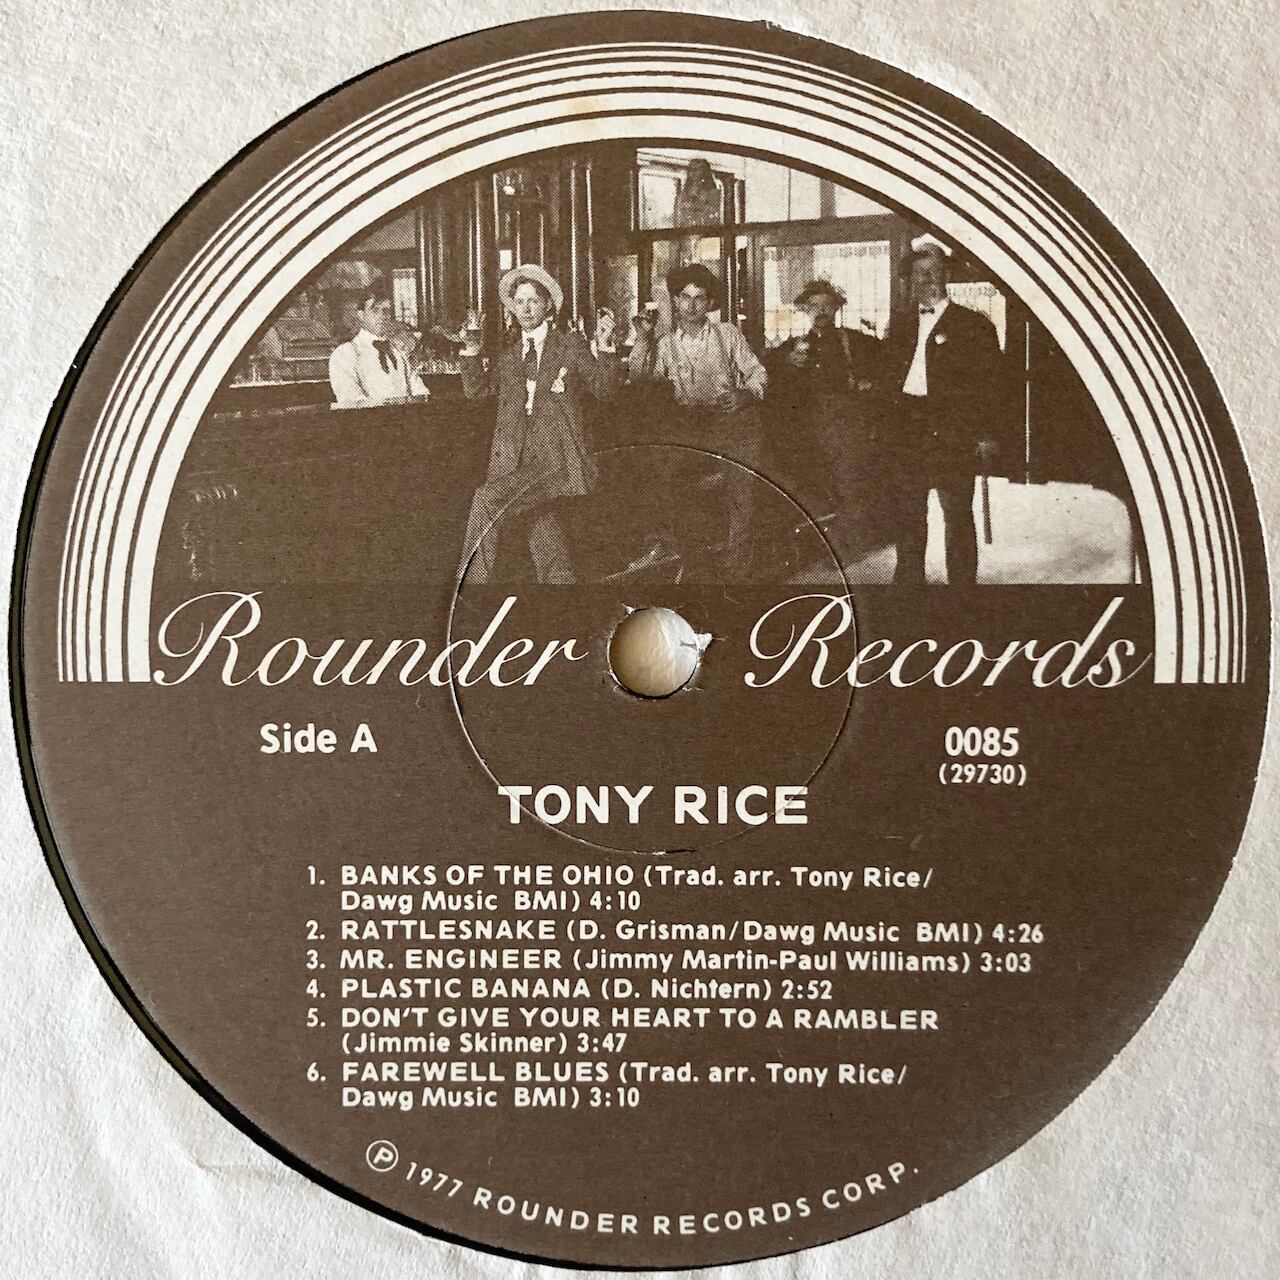 Rounder Records
Side A
0085
(29730)
TONY RICE
1. BANKS OF THE OHIO (Trad. arr. Tony Rice/
Dawg Music BMI) 4:10
2. RATTLESNAKE (D. Grisman/Dawg Music BMI) 4:26
3. MR. ENGINEER (Jimmy Martin-Paul Williams) 3:03
4. PLASTIC BANANA (D. Nichtern) 2:52
5. DON'T GIVE YOUR HEART TO A RAMBLER
(Jimmie Skinner) 3:47
6. FAREWELL BLUES (Trad. arr. Tony Rice/
Dawg Music BMI) 3:10
Ⓟ 1977 ROUNDER RECORDS CORP.